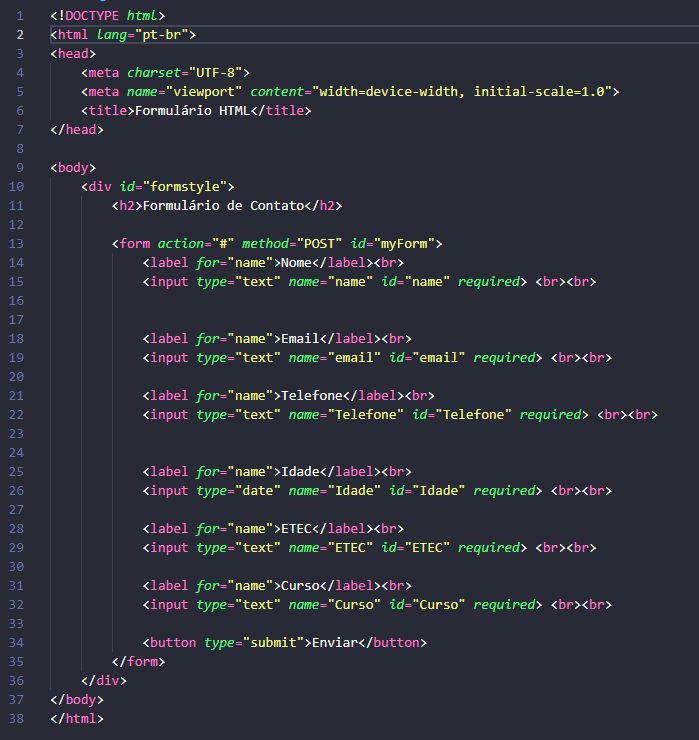 1 <!DOCTYPE html>
2 <html lang="pt-br">
3 <head>
4     <meta charset="UTF-8">
5     <meta name="viewport" content="width=device-width, initial-scale=1.0">
6     <title>Formulário HTML</title>
7 </head>
8
9 <body>
10     <div id="formstyle">
11         <h2>Formulário de Contato</h2>
12
13         <form action="#" method="POST" id="myForm">
14             <label for="name">Nome</label><br>
15             <input type="text" name="name" id="name" required> <br><br>
16
17
18             <label for="name">Email</label><br>
19             <input type="text" name="email" id="email" required> <br><br>
20
21             <label for="name">Telefone</label><br>
22             <input type="text" name="Telefone" id="Telefone" required> <br><br>
23
24
25             <label for="name">Idade</label><br>
26             <input type="date" name="Idade" id="Idade" required> <br><br>
27
28             <label for="name">ETEC</label><br>
29             <input type="text" name="ETEC" id="ETEC" required> <br><br>
30
31             <label for="name">Curso</label><br>
32             <input type="text" name="Curso" id="Curso" required> <br><br>
33
34             <button type="submit">Enviar</button>
35         </form>
36     </div>
37 </body>
38 </html>